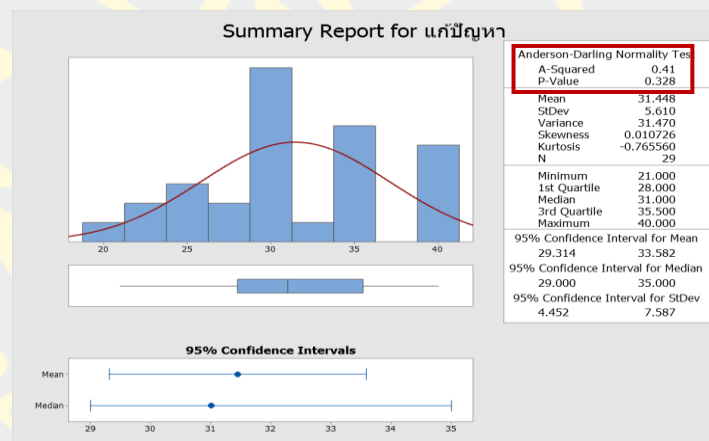 Summary Report for แก้ปัญหา
Anderson-Darling Normality Tes
A-Squared 0.41
P-Value 0.328
Mean 31.448
StDev 5.610
Variance 31.470
Skewness 0.010726
Kurtosis -0.765560
N 29
Minimum 21.000
1st Quartile 28.000
Median 31.000
3rd Quartile 35.500
Maximum 40.000
95% Confidence Interval for Mean
29.314 33.582
95% Confidence Interval for Median
29.000 35.000
95% Confidence Interval for StDev
4.452 7.587
20 25 30 35 40
95% Confidence Intervals
Mean
Median
29 30 31 32 33 34 35